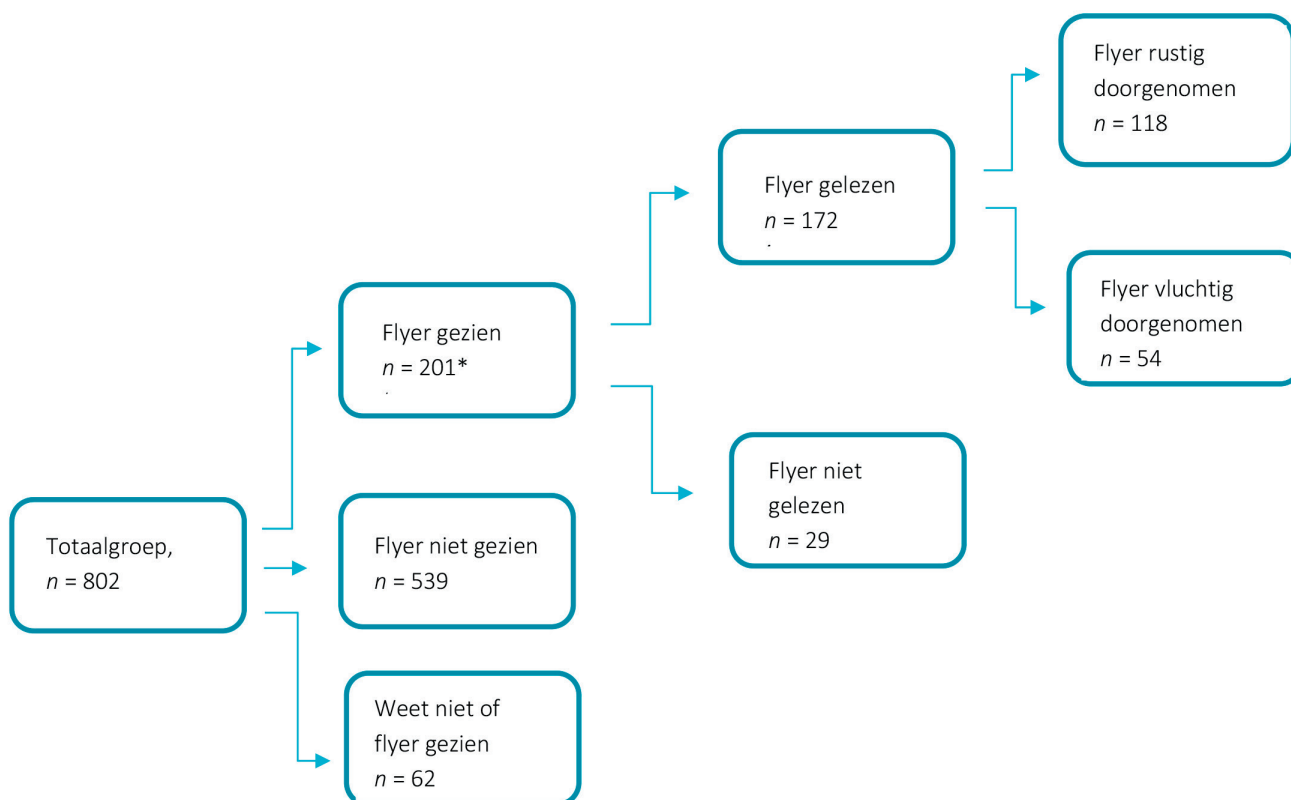 Flyer rustig
doorgenomen
n = 118
Flyer gelezen
n = 172
Flyer vluchtig
doorgenomen
n = 54
Flyer gezien
n = 201*
Flyer niet
gelezen
n = 29
Totaalgroep,
n = 802
Flyer niet gezien
n = 539
Weet niet of
flyer gezien
n = 62